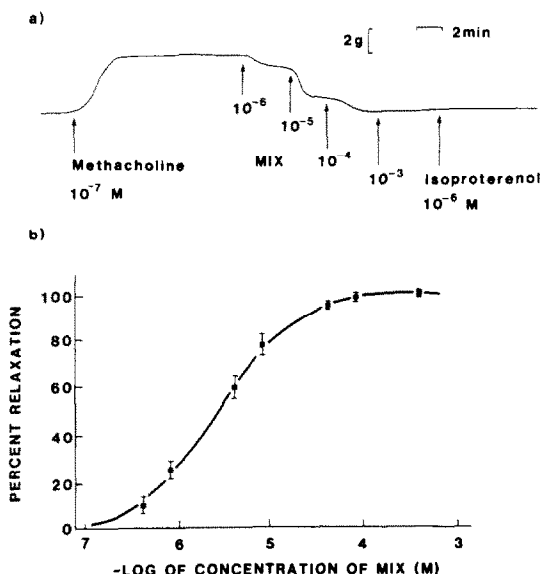 a)
2g
2min
10⁻⁶
10⁻⁵
10⁻⁴
10⁻³
Methacholine
10⁻⁷ M
MIX
Isoproterenol
10⁻⁶ M
b)
PERCENT RELAXATION
100
80
60
40
20
0
7 6 5 4 3
-LOG OF CONCENTRATION OF MIX (M)